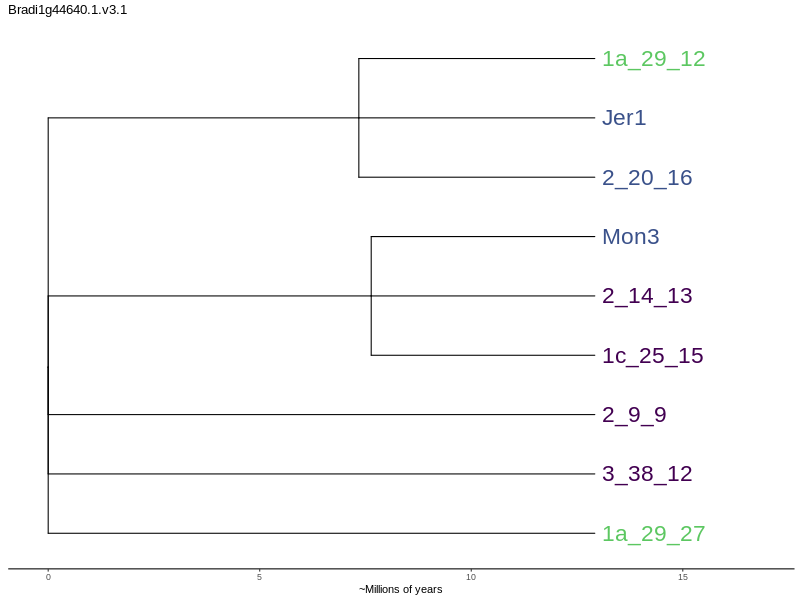 Bradi1g44640.1.v3.1
1a_29_12
Jer1
2_20_16
Mon3
2_14_13
1c_25_15
2_9_9
3_38_12
1a_29_27
0 5 10 15
~Millions of years